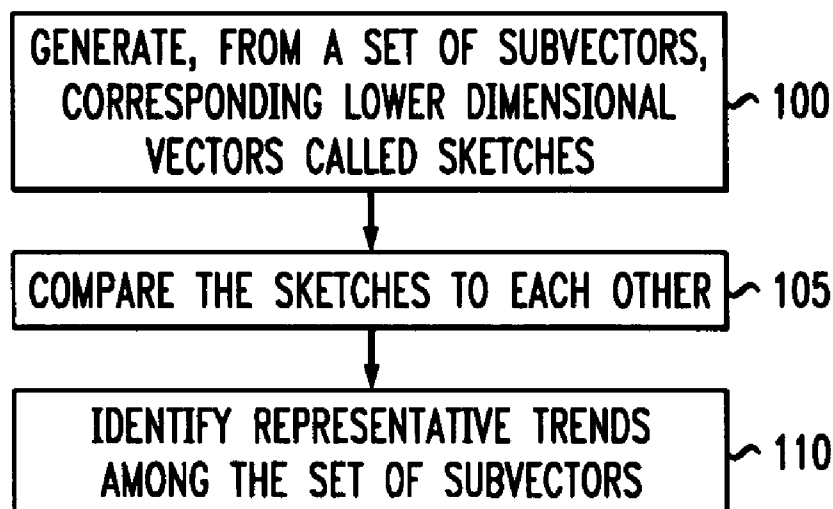 GENERATE, FROM A SET OF SUBVECTORS,
CORRESPONDING LOWER DIMENSIONAL
VECTORS CALLED SKETCHES
100
COMPARE THE SKETCHES TO EACH OTHER
105
IDENTIFY REPRESENTATIVE TRENDS
AMONG THE SET OF SUBVECTORS
110